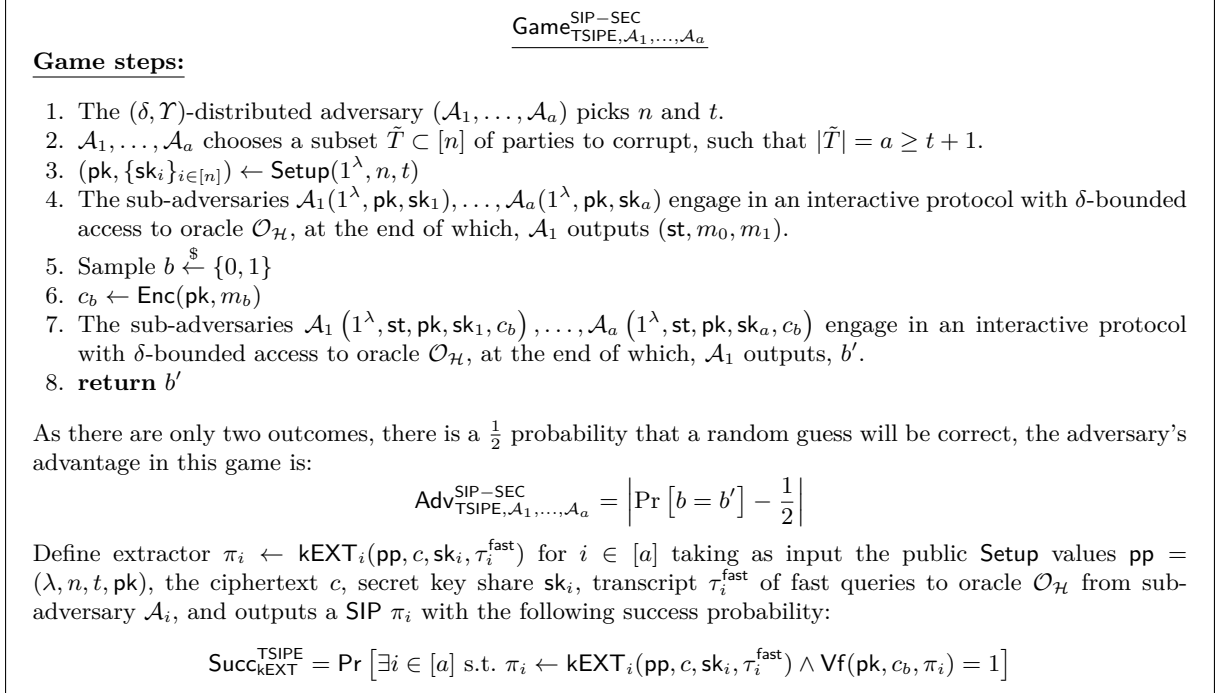 Game^{SIP−SEC}_{TSIPE,𝒜_1,...,𝒜_a}
Game steps:
1. The (δ, ϒ)-distributed adversary (𝒜_1, . . . , 𝒜_a) picks n and t.
2. 𝒜_1, . . . , 𝒜_a chooses a subset T̃ ⊂ [n] of parties to corrupt, such that |T̃| = a ≥ t + 1.
3. (pk, {sk_i}_{i∈[n]}) ← Setup(1^λ, n, t)
4. The sub-adversaries 𝒜_1(1^λ, pk, sk_1), . . . , 𝒜_a(1^λ, pk, sk_a) engage in an interactive protocol with δ-bounded
access to oracle 𝒪_ℋ, at the end of which, 𝒜_1 outputs (st, m_0, m_1).
5. Sample b ←^$ {0, 1}
6. c_b ← Enc(pk, m_b)
7. The sub-adversaries 𝒜_1 (1^λ, st, pk, sk_1, c_b) , . . . , 𝒜_a (1^λ, st, pk, sk_a, c_b) engage in an interactive protocol
with δ-bounded access to oracle 𝒪_ℋ, at the end of which, 𝒜_1 outputs, b′.
8. return b′
As there are only two outcomes, there is a 1/2 probability that a random guess will be correct, the adversary's
advantage in this game is:
Adv^{SIP−SEC}_{TSIPE,𝒜_1,...,𝒜_a} = |Pr [b = b′] − 1/2|
Define extractor π_i ← kEXT_i(pp, c, sk_i, τ_i^{fast}) for i ∈ [a] taking as input the public Setup values pp =
(λ, n, t, pk), the ciphertext c, secret key share sk_i, transcript τ_i^{fast} of fast queries to oracle 𝒪_ℋ from sub-
adversary 𝒜_i, and outputs a SIP π_i with the following success probability:
Succ^{TSIPE}_{kEXT} = Pr [∃i ∈ [a] s.t. π_i ← kEXT_i(pp, c, sk_i, τ_i^{fast}) ∧ Vf(pk, c_b, π_i) = 1]